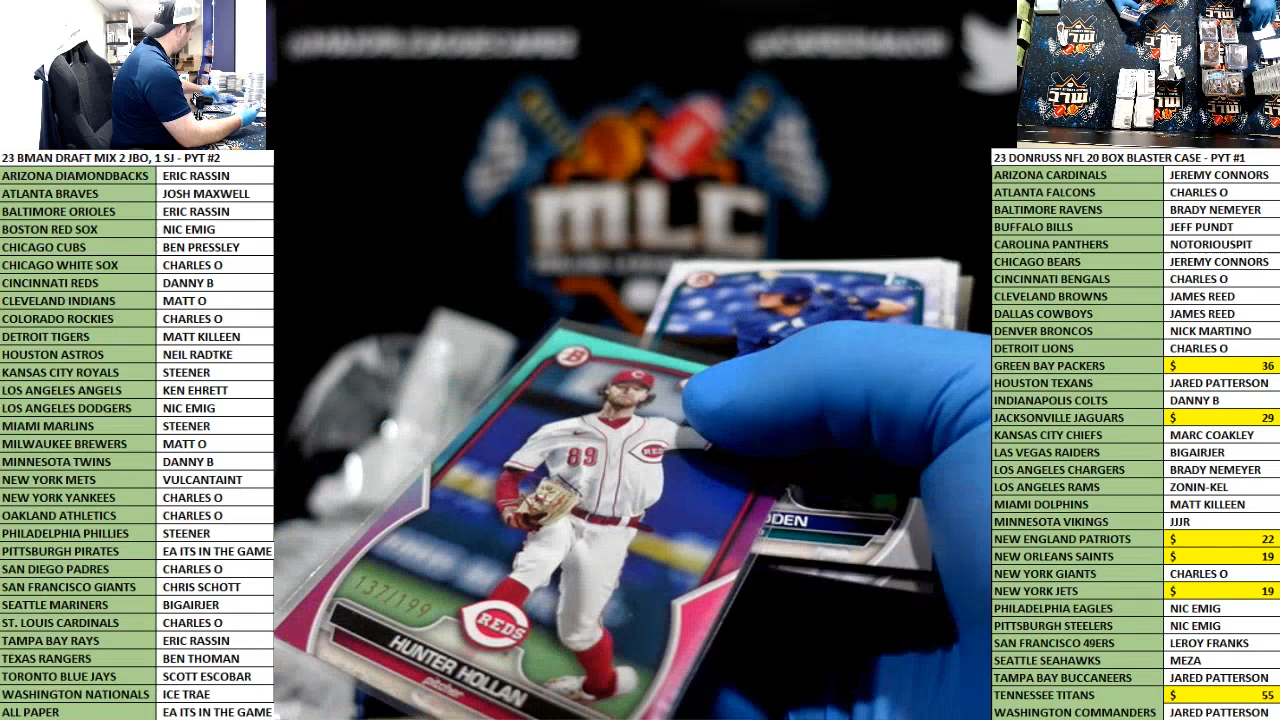 23 BMAN DRAFT MIX 2 JBO, 1 SJ - PYT #2
ARIZONA DIAMONDBACKS ERIC RASSIN
ATLANTA BRAVES JOSH MAXWELL
BALTIMORE ORIOLES ERIC RASSIN
BOSTON RED SOX NIC EMIG
CHICAGO CUBS BEN PRESSLEY
CHICAGO WHITE SOX CHARLES O
CINCINNATI REDS DANNY B
CLEVELAND INDIANS MATT O
COLORADO ROCKIES CHARLES O
DETROIT TIGERS MATT KILLEEN
HOUSTON ASTROS NEIL RADTKE
KANSAS CITY ROYALS STEENER
LOS ANGELES ANGELS KEN EHRETT
LOS ANGELES DODGERS NIC EMIG
MIAMI MARLINS STEENER
MILWAUKEE BREWERS MATT O
MINNESOTA TWINS DANNY B
NEW YORK METS VULCANTAINT
NEW YORK YANKEES CHARLES O
OAKLAND ATHLETICS CHARLES O
PHILADELPHIA PHILLIES STEENER
PITTSBURGH PIRATES EA ITS IN THE GAME
SAN DIEGO PADRES CHARLES O
SAN FRANCISCO GIANTS CHRIS SCHOTT
SEATTLE MARINERS BIGAIRJER
ST. LOUIS CARDINALS CHARLES O
TAMPA BAY RAYS ERIC RASSIN
TEXAS RANGERS BEN THOMAN
TORONTO BLUE JAYS SCOTT ESCOBAR
WASHINGTON NATIONALS ICE TRAE
ALL PAPER EA ITS IN THE GAME
MLC
B
C
89
REDS
137/199
REDS
HUNTER HOLLAN
pitcher
DDEN
23 DONRUSS NFL 20 BOX BLASTER CASE - PYT #1
ARIZONA CARDINALS JEREMY CONNORS
ATLANTA FALCONS CHARLES O
BALTIMORE RAVENS BRADY NEMEYER
BUFFALO BILLS JEFF PUNDT
CAROLINA PANTHERS NOTORIOUSPIT
CHICAGO BEARS JEREMY CONNORS
CINCINNATI BENGALS CHARLES O
CLEVELAND BROWNS JAMES REED
DALLAS COWBOYS JAMES REED
DENVER BRONCOS NICK MARTINO
DETROIT LIONS CHARLES O
GREEN BAY PACKERS $ 36
HOUSTON TEXANS JARED PATTERSON
INDIANAPOLIS COLTS DANNY B
JACKSONVILLE JAGUARS $ 29
KANSAS CITY CHIEFS MARC COAKLEY
LAS VEGAS RAIDERS BIGAIRJER
LOS ANGELES CHARGERS BRADY NEMEYER
LOS ANGELES RAMS ZONIN-KEL
MIAMI DOLPHINS MATT KILLEEN
MINNESOTA VIKINGS JJJR
NEW ENGLAND PATRIOTS $ 22
NEW ORLEANS SAINTS $ 19
NEW YORK GIANTS CHARLES O
NEW YORK JETS $ 19
PHILADELPHIA EAGLES NIC EMIG
PITTSBURGH STEELERS NIC EMIG
SAN FRANCISCO 49ERS LEROY FRANKS
SEATTLE SEAHAWKS MEZA
TAMPA BAY BUCCANEERS JARED PATTERSON
TENNESSEE TITANS $ 55
WASHINGTON COMMANDERS JARED PATTERSON